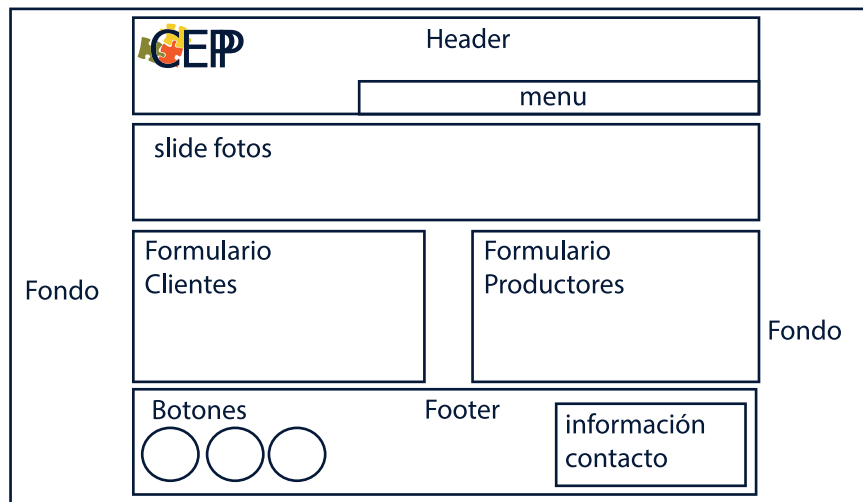 CEPP
Header
menu
slide fotos
Formulario
Clientes
Formulario
Productores
Fondo
Fondo
Botones
Footer
información
contacto